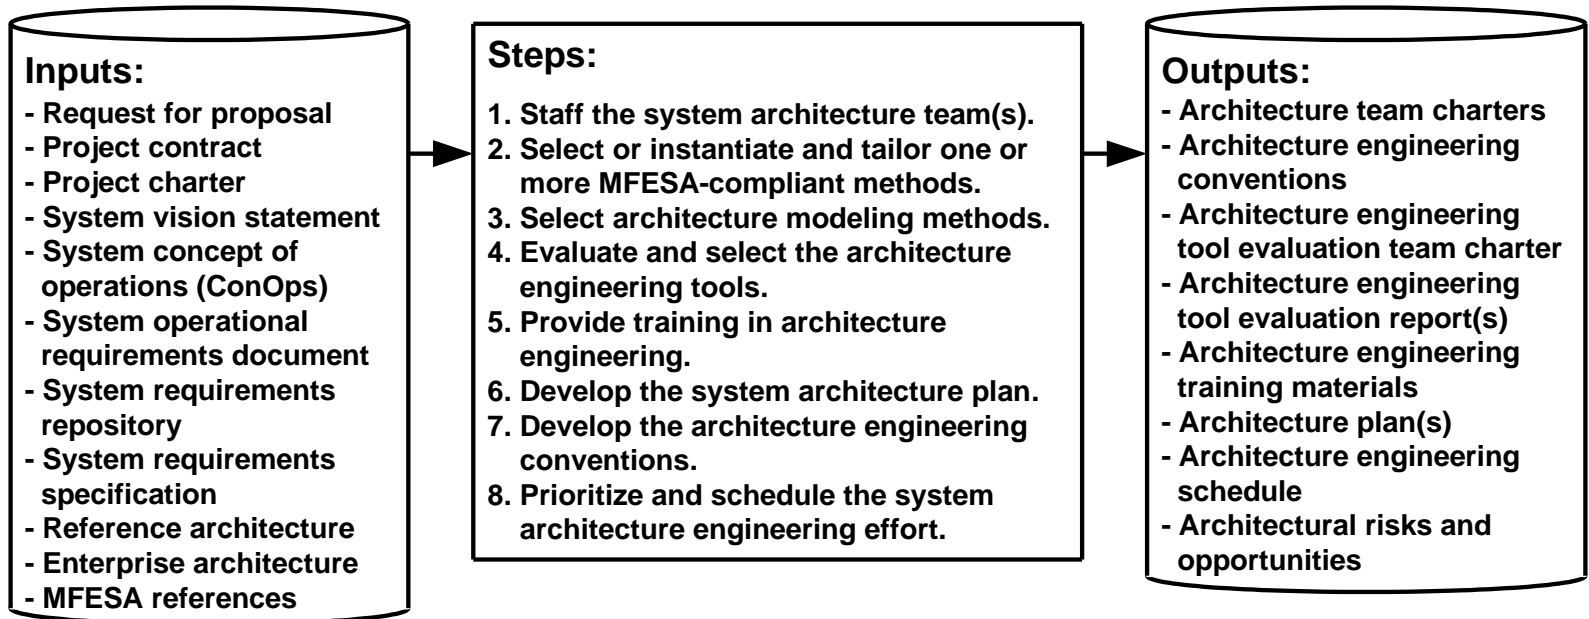 Inputs:
- Request for proposal
- Project contract
- Project charter
- System vision statement
- System concept of
operations (ConOps)
- System operational
requirements document
- System requirements
repository
- System requirements
specification
- Reference architecture
- Enterprise architecture
- MFESA references
Steps:
1. Staff the system architecture team(s).
2. Select or instantiate and tailor one or
more MFESA-compliant methods.
3. Select architecture modeling methods.
4. Evaluate and select the architecture
engineering tools.
5. Provide training in architecture
engineering.
6. Develop the system architecture plan.
7. Develop the architecture engineering
conventions.
8. Prioritize and schedule the system
architecture engineering effort.
Outputs:
- Architecture team charters
- Architecture engineering
conventions
- Architecture engineering
tool evaluation team charter
- Architecture engineering
tool evaluation report(s)
- Architecture engineering
training materials
- Architecture plan(s)
- Architecture engineering
schedule
- Architectural risks and
opportunities